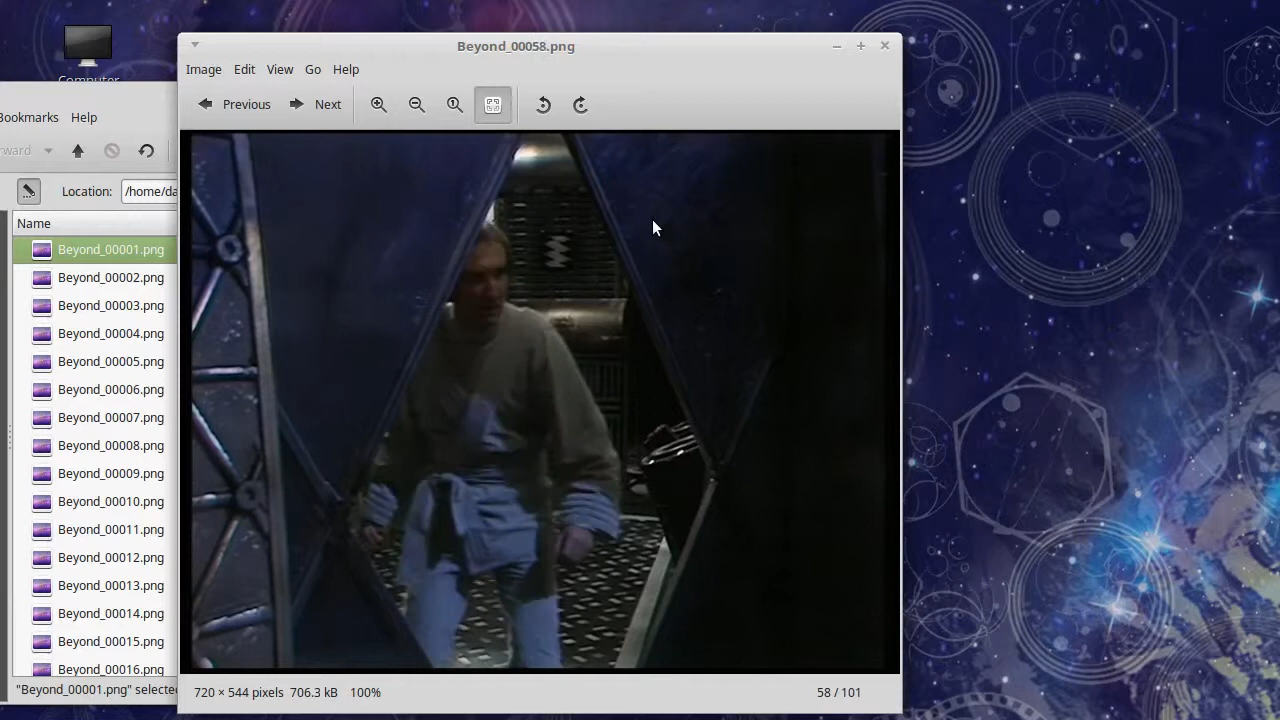 Computer
Beyond_00058.png
Image Edit View Go Help
Previous Next
ookmarks Help
ward
Location: /home/da
Name
Beyond_00001.png
Beyond_00002.png
Beyond_00003.png
Beyond_00004.png
Beyond_00005.png
Beyond_00006.png
Beyond_00007.png
Beyond_00008.png
Beyond_00009.png
Beyond_00010.png
Beyond_00011.png
Beyond_00012.png
Beyond_00013.png
Beyond_00014.png
Beyond_00015.png
Beyond_00016.png
"Beyond_00001.png" selecte
720 × 544 pixels 706.3 kB 100% 58 / 101